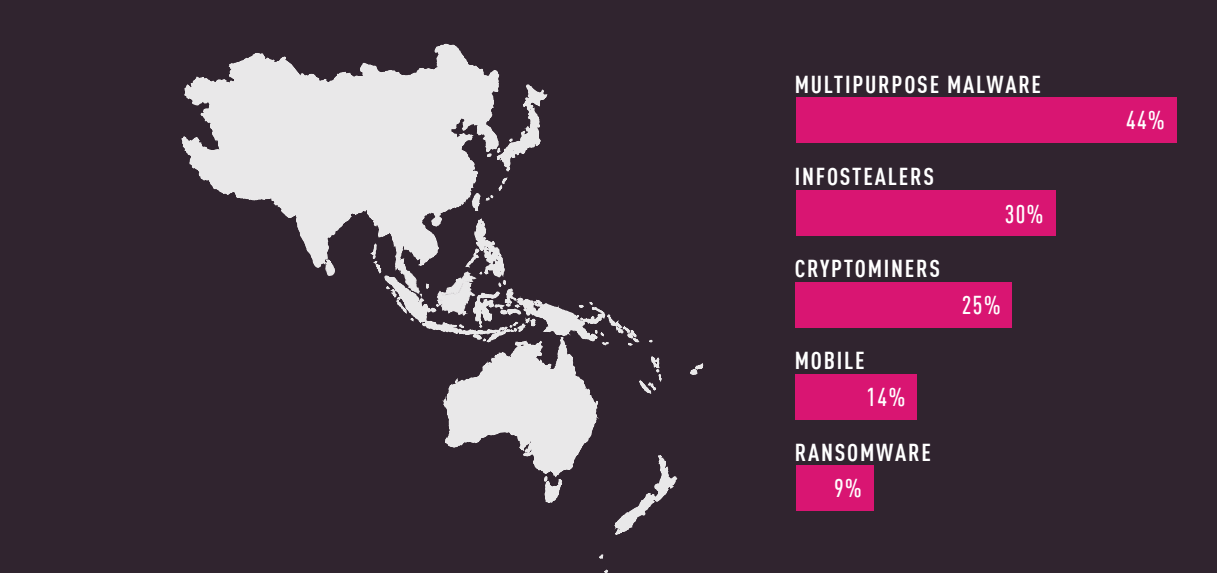 MULTIPURPOSE MALWARE
44%
INFOSTEALERS
30%
CRYPTOMINERS
25%
MOBILE
14%
RANSOMWARE
9%